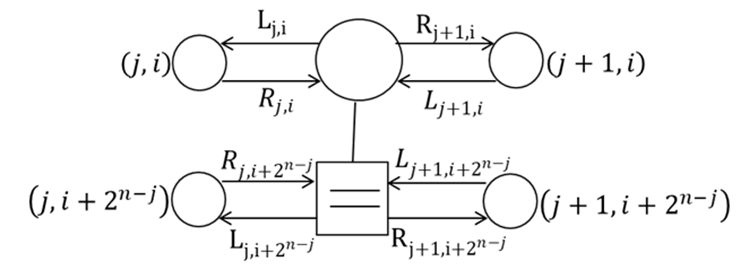 L_{j,i} R_{j+1,i}
(j, i) (j + 1, i)
R_{j,i} L_{j+1,i}
R_{j,i+2^{n−j}} L_{j+1,i+2^{n−j}}
(j, i + 2^{n−j}) (j + 1, i + 2^{n−j})
L_{j,i+2^{n−j}} R_{j+1,i+2^{n−j}}